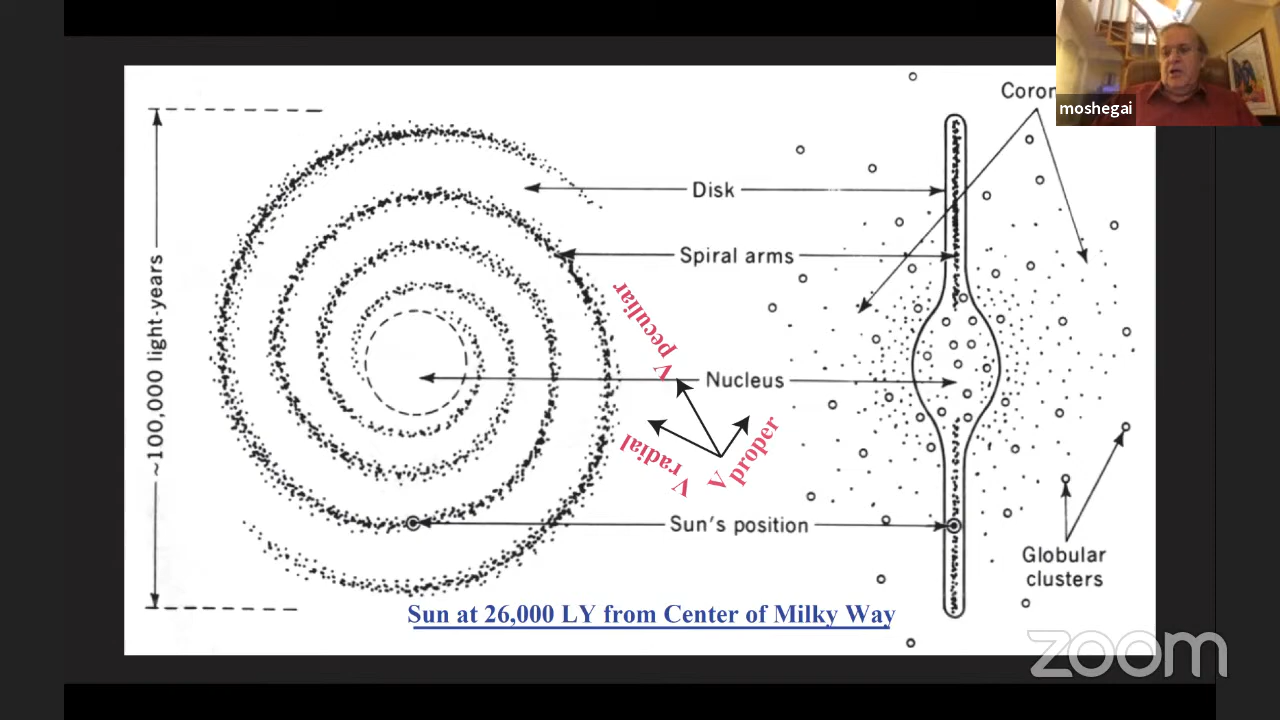 moshegai
Coron
Disk
Spiral arms
~100,000 light-years
V peculiar
Nucleus
V radial
V proper
Sun's position
Globular
clusters
Sun at 26,000 LY from Center of Milky Way
zoom